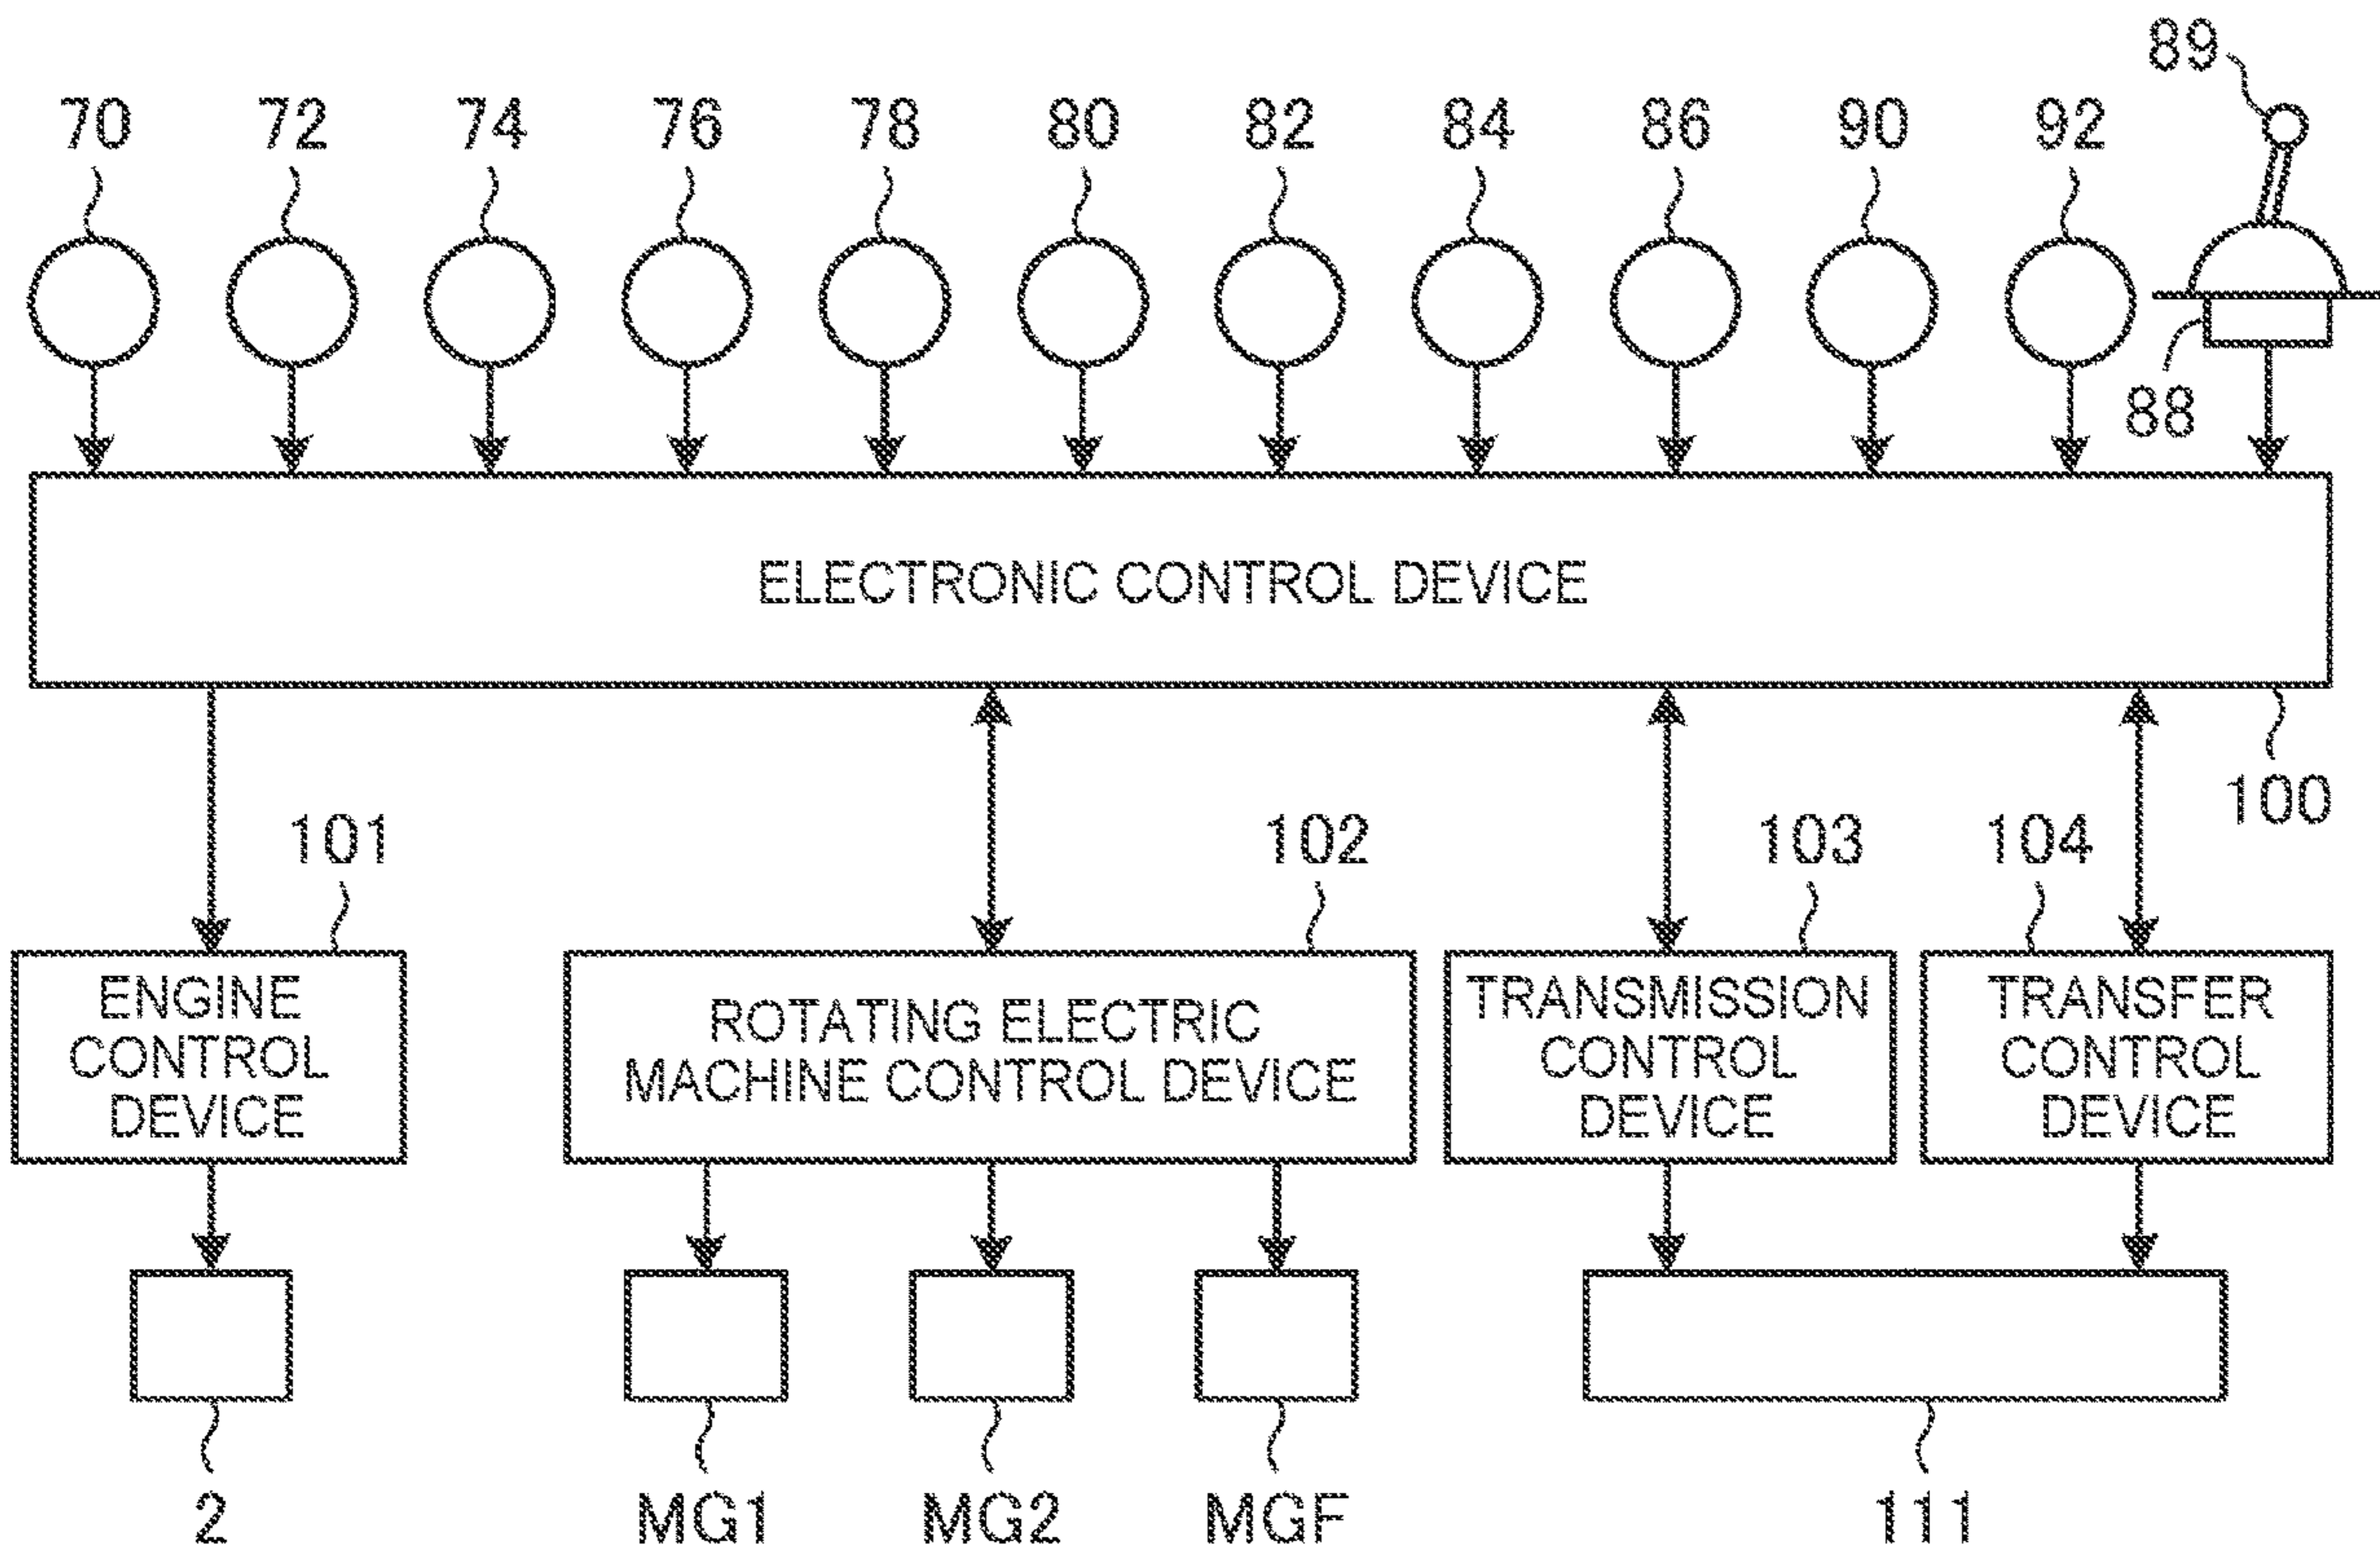 89
70 72 74 76 78 80 82 84 86 90 92
88
ELECTRONIC CONTROL DEVICE
100
101 102 103 104
ENGINE
CONTROL
DEVICE
ROTATING ELECTRIC
MACHINE CONTROL DEVICE
TRANSMISSION
CONTROL
DEVICE
TRANSFER
CONTROL
DEVICE
2 MG1 MG2 MGF 111